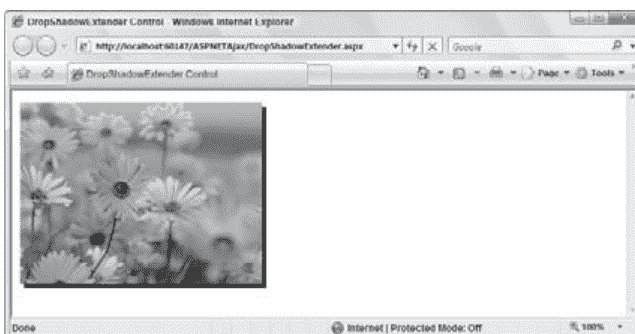 DropShadowExtender Control - Windows Internet Explorer
http://localhost:60147/ASPNETAjax/DropShadowExtender.aspx
Google
DropShadowExtender Control
Page
Tools
Done
Internet | Protected Mode: Off
100%